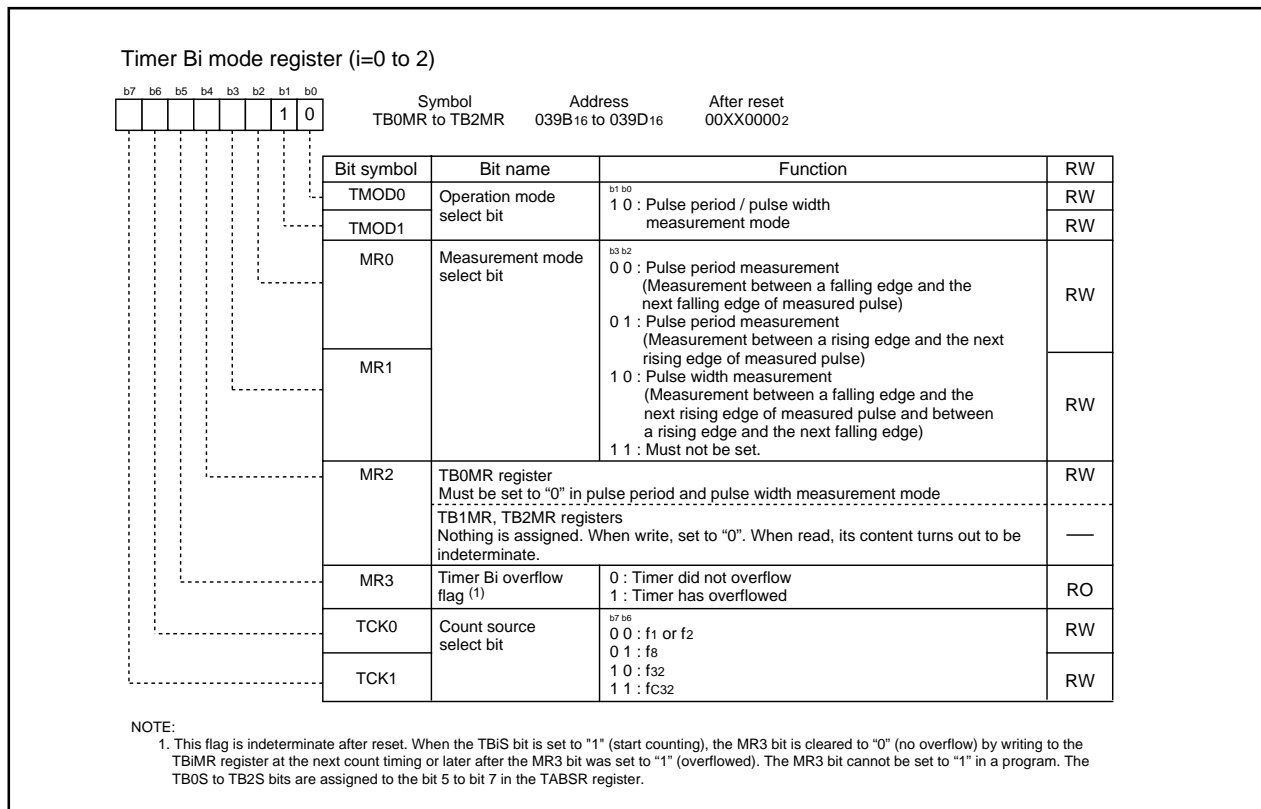 Timer Bi mode register (i=0 to 2)
b7 b6 b5 b4 b3 b2 b1 b0
1 0
Symbol Address After reset
TB0MR to TB2MR 039B16 to 039D16 00XX00002
Bit symbol Bit name Function RW
TMOD0 Operation mode select bit RW
TMOD1 RW
b1 b0
1 0 : Pulse period / pulse width
measurement mode
MR0 Measurement mode
select bit
b3 b2
0 0 : Pulse period measurement
(Measurement between a falling edge and the
next falling edge of measured pulse)
RW
0 1 : Pulse period measurement
(Measurement between a rising edge and the next
rising edge of measured pulse)
MR1
1 0 : Pulse width measurement
(Measurement between a falling edge and the
next rising edge of measured pulse and between
a rising edge and the next falling edge)
RW
1 1 : Must not be set.
MR2 TB0MR register RW
Must be set to “0” in pulse period and pulse width measurement mode
TB1MR, TB2MR registers
Nothing is assigned. When write, set to “0”. When read, its content turns out to be
indeterminate.
—
MR3 Timer Bi overflow
flag (1)
0 : Timer did not overflow
1 : Timer has overflowed
RO
TCK0 Count source
select bit
b7 b6
0 0 : f1 or f2
RW
0 1 : f8
TCK1
1 0 : f32
1 1 : fC32
RW
NOTE:
1. This flag is indeterminate after reset. When the TBiS bit is set to "1" (start counting), the MR3 bit is cleared to “0” (no overflow) by writing to the
TBiMR register at the next count timing or later after the MR3 bit was set to “1” (overflowed). The MR3 bit cannot be set to “1” in a program. The
TB0S to TB2S bits are assigned to the bit 5 to bit 7 in the TABSR register.